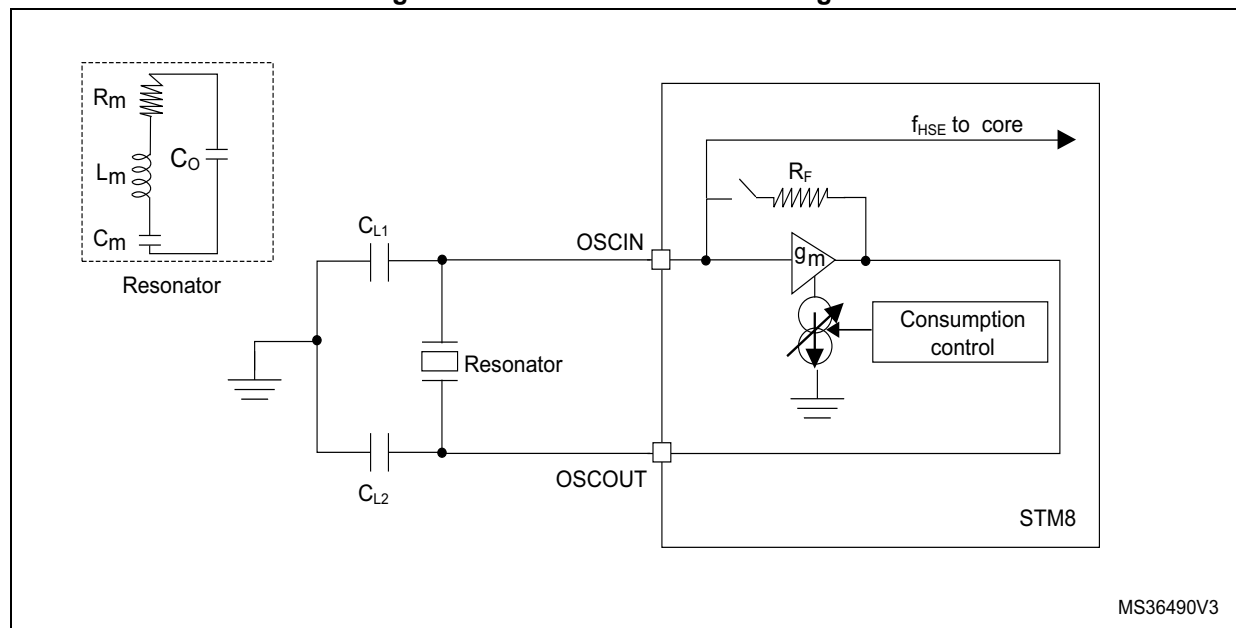 Rm
Lm
CO
Cm
Resonator
CL1
CL2
Resonator
OSCIN
OSCOUT
fHSE to core
RF
gm
Consumption
control
STM8
MS36490V3